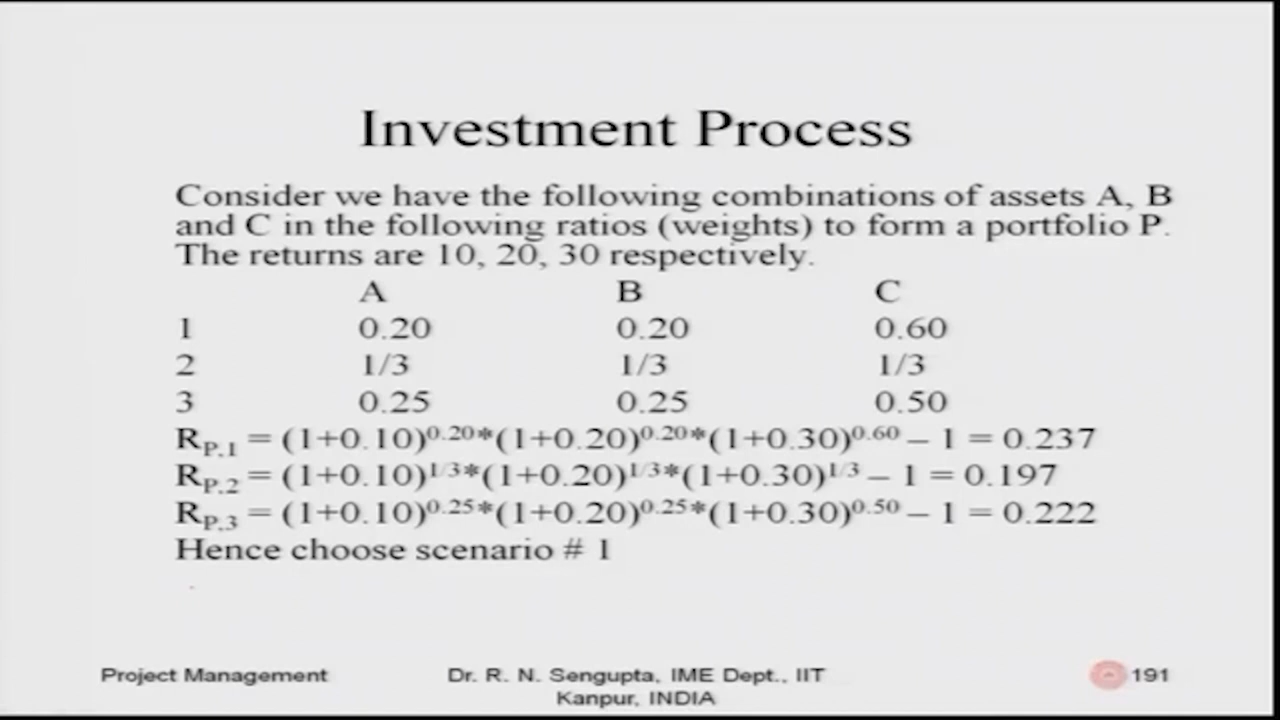 Investment Process
Consider we have the following combinations of assets A, B
and C in the following ratios (weights) to form a portfolio P.
The returns are 10, 20, 30 respectively.
A B C
1 0.20 0.20 0.60
2 1/3 1/3 1/3
3 0.25 0.25 0.50
R_P.1 = (1+0.10)^0.20*(1+0.20)^0.20*(1+0.30)^0.60 – 1 = 0.237
R_P.2 = (1+0.10)^1/3*(1+0.20)^1/3*(1+0.30)^1/3 – 1 = 0.197
R_P.3 = (1+0.10)^0.25*(1+0.20)^0.25*(1+0.30)^0.50 – 1 = 0.222
Hence choose scenario # 1
Project Management Dr. R. N. Sengupta, IME Dept., IIT 191
Kanpur, INDIA